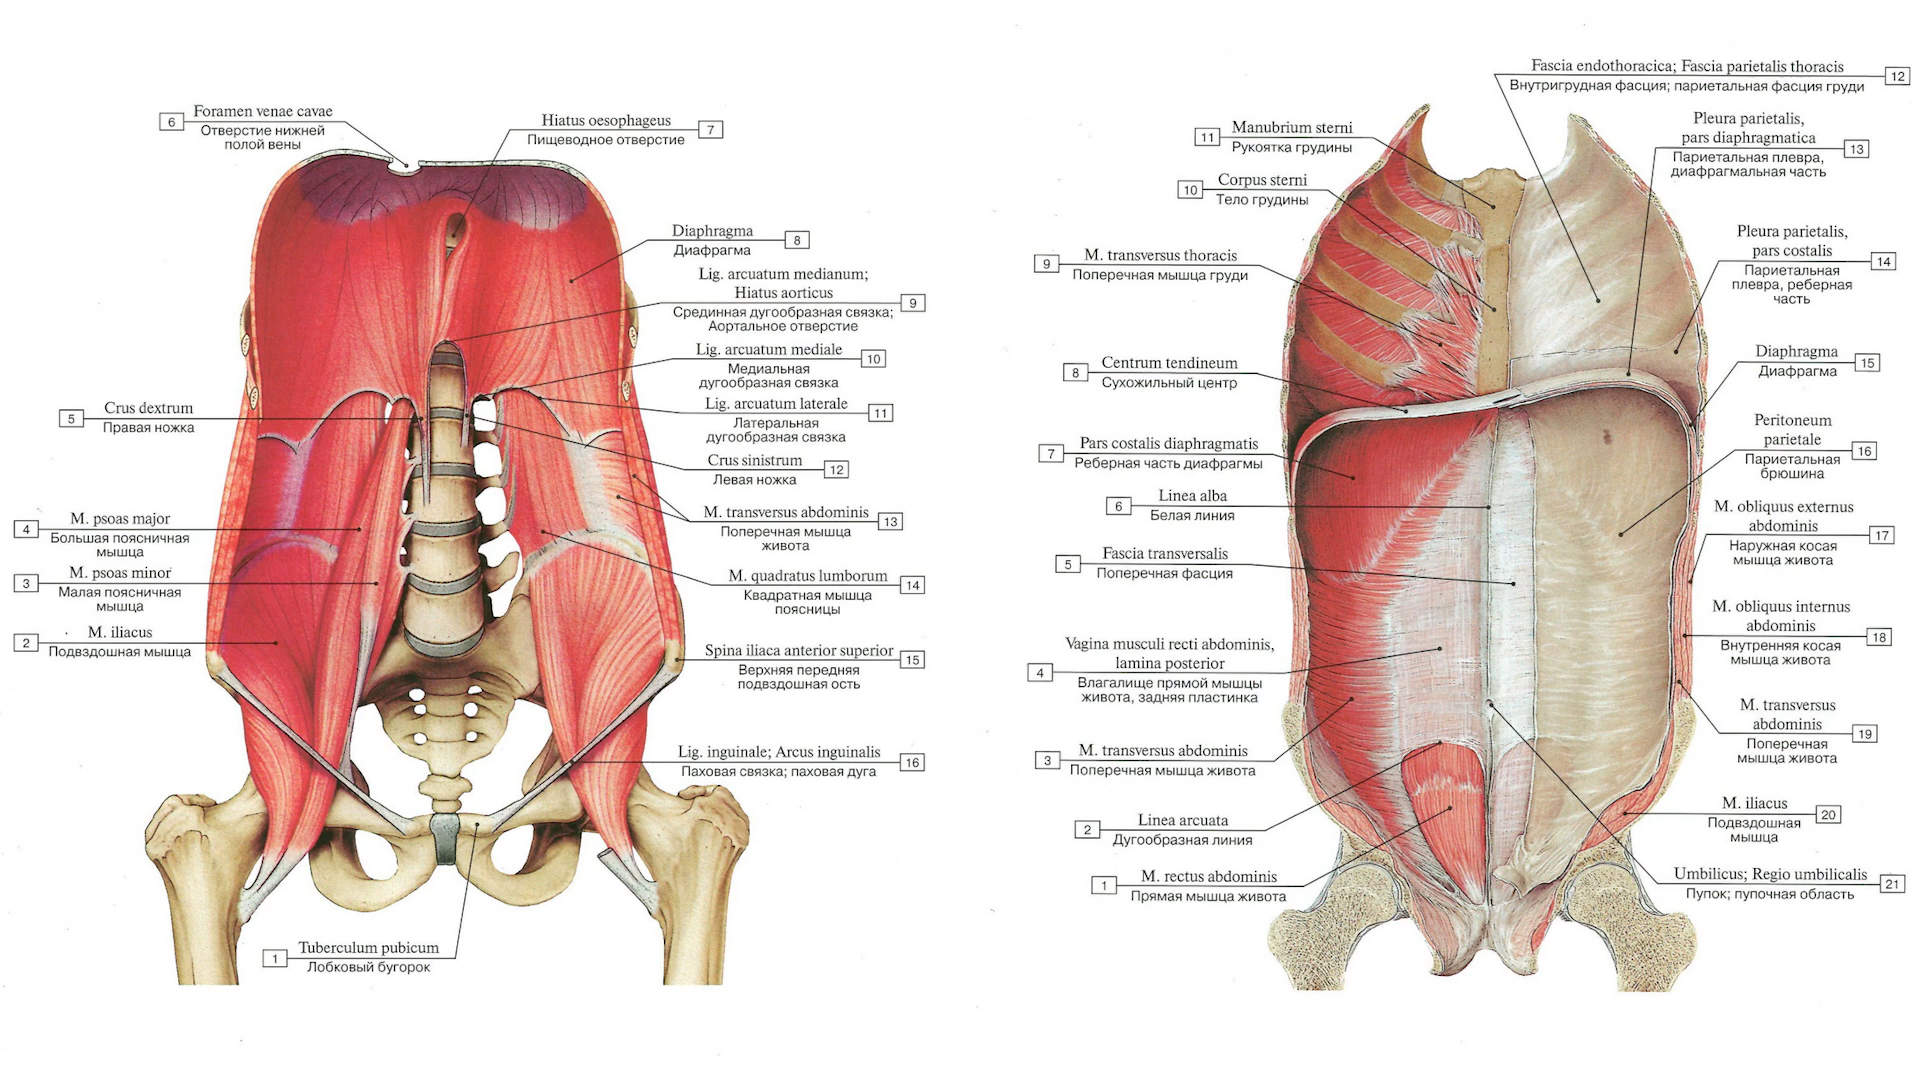 6
Foramen venae cavae
Отверстие нижней
полой вены
Hiatus oesophageus
7
Пищеводное отверстие
Diaphragma
8
Диафрагма
Lig. arcuatum medianum;
Hiatus aorticus
9
Срединная дугообразная связка;
Аортальное отверстие
Lig. arcuatum mediale
10
Медиальная
дугообразная связка
Lig. arcuatum laterale
11
Латеральная
дугообразная связка
5
Crus dextrum
Правая ножка
Crus sinistrum
12
Левая ножка
M. transversus abdominis
13
Поперечная мышца
живота
4
M. psoas major
Большая поясничная
мышца
3
M. psoas minor
Малая поясничная
мышца
M. quadratus lumborum
14
Квадратная мышца
поясницы
2
M. iliacus
Подвздошная мышца
Spina iliaca anterior superior
15
Верхняя передняя
подвздошная ость
Lig. inguinale; Arcus inguinalis
16
Паховая связка; паховая дуга
1
Tuberculum pubicum
Лобковый бугорок
Fascia endothoracica; Fascia parietalis thoracis
12
Внутригрудная фасция; париетальная фасция груди
11
Manubrium sterni
Рукоятка грудины
Pleura parietalis,
pars diaphragmatica
13
Париетальная плевра,
диафрагмальная часть
10
Corpus sterni
Тело грудины
Pleura parietalis,
pars costalis
14
Париетальная
плевра, реберная
часть
9
M. transversus thoracis
Поперечная мышца груди
8
Centrum tendineum
Сухожильный центр
Diaphragma
15
Диафрагма
7
Pars costalis diaphragmatis
Реберная часть диафрагмы
Peritoneum
parietale
16
Париетальная
брюшина
6
Linea alba
Белая линия
M. obliquus externus
abdominis
17
Наружная косая
мышца живота
5
Fascia transversalis
Поперечная фасция
M. obliquus internus
abdominis
18
Внутренняя косая
мышца живота
4
Vagina musculi recti abdominis,
lamina posterior
Влагалище прямой мышцы
живота, задняя пластинка
M. transversus
abdominis
19
Поперечная
мышца живота
3
M. transversus abdominis
Поперечная мышца живота
2
Linea arcuata
Дугообразная линия
M. iliacus
20
Подвздошная
мышца
1
M. rectus abdominis
Прямая мышца живота
Umbilicus; Regio umbilicalis
21
Пупок; пупочная область